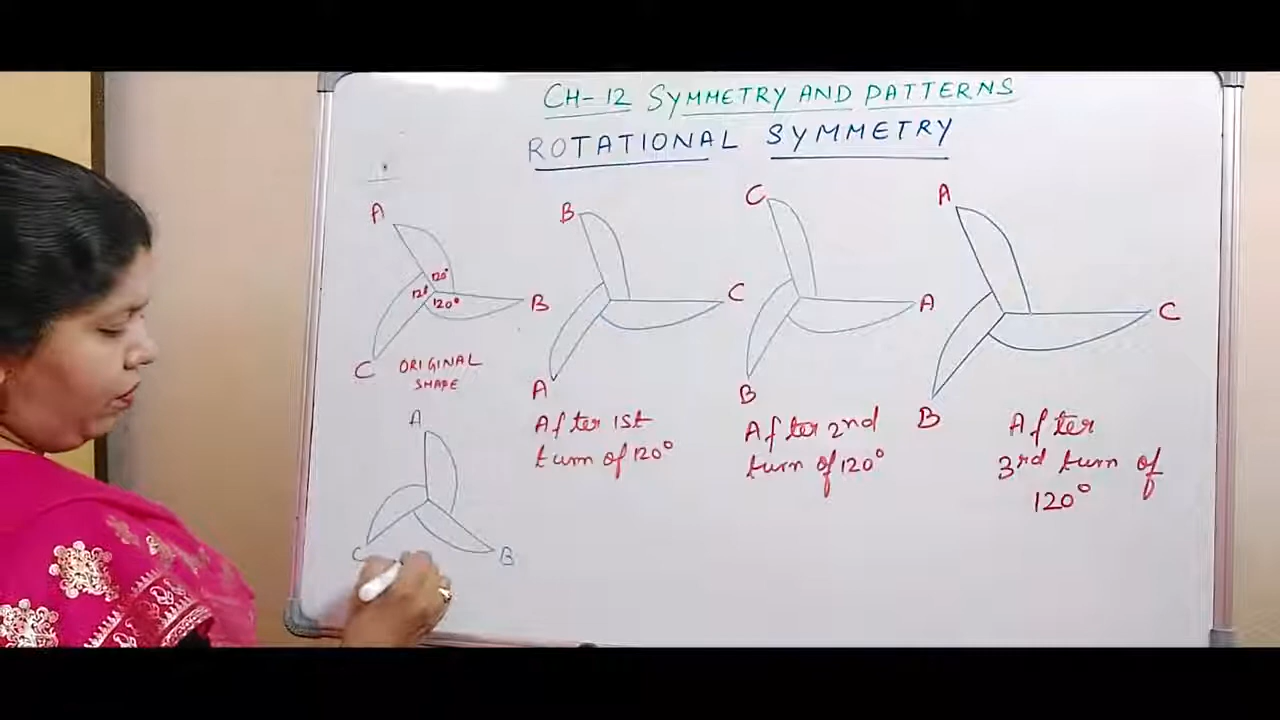 CH-12 SYMMETRY AND PATTERNS
ROTATIONAL SYMMETRY
A
120°
120°
120°
B
C
ORIGINAL
SHAPE
B
C
A
After 1st
turn of 120°
C
A
B
After 2nd
turn of 120°
A
C
B
After
3rd turn of
120°
A
C
B